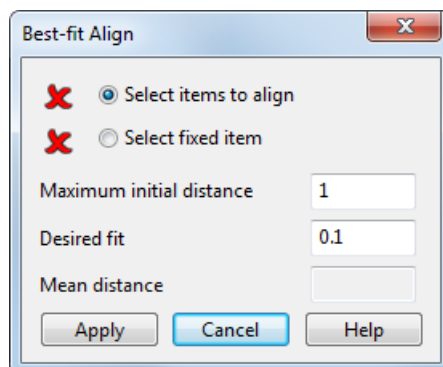 Best-fit Align
Select items to align
Select fixed item
Maximum initial distance 1
Desired fit 0.1
Mean distance
Apply Cancel Help